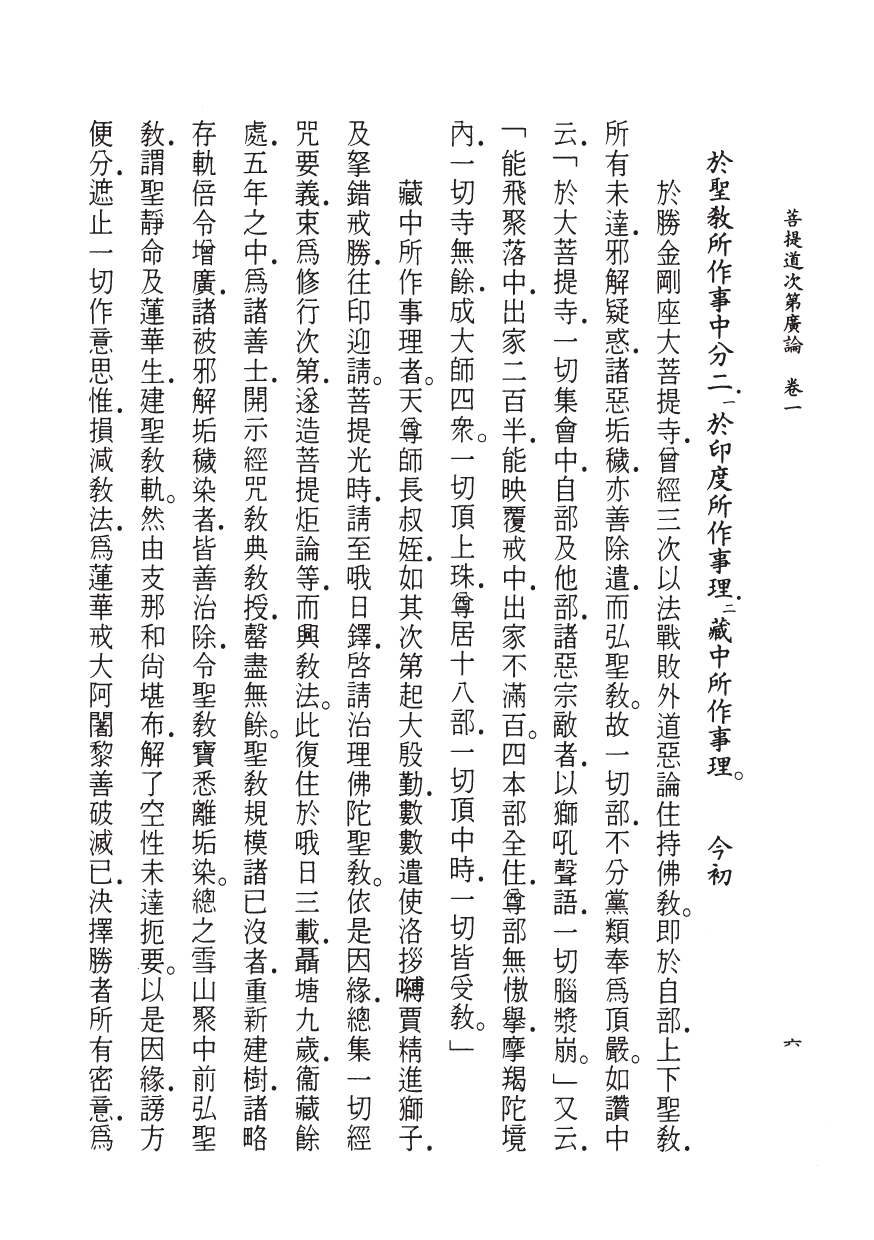 菩提道次第廣論　卷一
六
於聖教所作事中分二．一於印度所作事理．二藏中所作事理。　今初
於勝金剛座大菩提寺．曾經三次以法戰敗外道惡論住持佛教。即於自部．上下聖教．
所有未達．邪解疑惑．諸惡垢穢．亦善除遣．而弘聖教。故一切部．不分黨類奉為頂嚴。如讚中
云．「於大菩提寺．一切集會中．自部及他部．諸惡宗敵者．以獅吼聲語．一切腦漿崩。」又云．
「能飛聚落中．出家二百半．能映覆戒中．出家不滿百。四本部全住．尊部無傲舉．摩羯陀境
內．一切寺無餘．成大師四眾。一切頂上珠．尊居十八部．一切頂中時．一切皆受教。」
藏中所作事理者。天尊師長叔姪．如其次第起大殷勤．數數遣使洛拶嚩賈精進獅子．
及拏錯戒勝．往印迎請。菩提光時．請至哦日鐸．啓請治理佛陀聖教。依是因緣．總集一切經
咒要義．束為修行次第．遂造菩提炬論等．而興教法。此復住於哦日三載．聶塘九歲．衞藏餘
處．五年之中．為諸善士．開示經咒教典教授．罄盡無餘。聖教規模諸已沒者．重新建樹．諸略
存軌倍令增廣．諸被邪解垢穢染者．皆善治除．令聖教寶悉離垢染。總之雪山聚中前弘聖
教．謂聖靜命及蓮華生．建聖教軌。然由支那和尚堪布．解了空性未達扼要。以是因緣．謗方
便分．遮止一切作意思惟．損減教法．為蓮華戒大阿闍黎善破滅已．決擇勝者所有密意．為